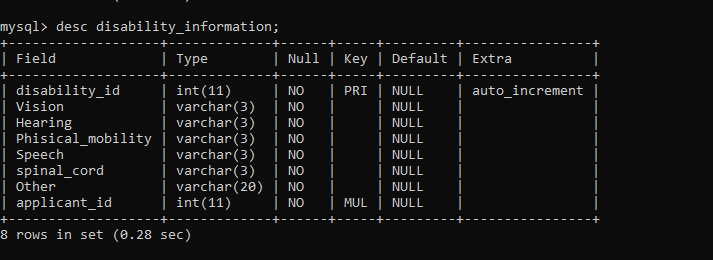 mysql> desc disability_information;
+------------------+-------------+------+-----+---------+----------------+
| Field            | Type        | Null | Key | Default | Extra          |
+------------------+-------------+------+-----+---------+----------------+
| disability_id    | int(11)     | NO   | PRI | NULL    | auto_increment |
| Vision           | varchar(3)  | NO   |     | NULL    |                |
| Hearing          | varchar(3)  | NO   |     | NULL    |                |
| Phisical_mobility | varchar(3)  | NO   |     | NULL    |                |
| Speech           | varchar(3)  | NO   |     | NULL    |                |
| spinal_cord      | varchar(3)  | NO   |     | NULL    |                |
| Other            | varchar(20) | NO   |     | NULL    |                |
| applicant_id     | int(11)     | NO   | MUL | NULL    |                |
+------------------+-------------+------+-----+---------+----------------+
8 rows in set (0.28 sec)